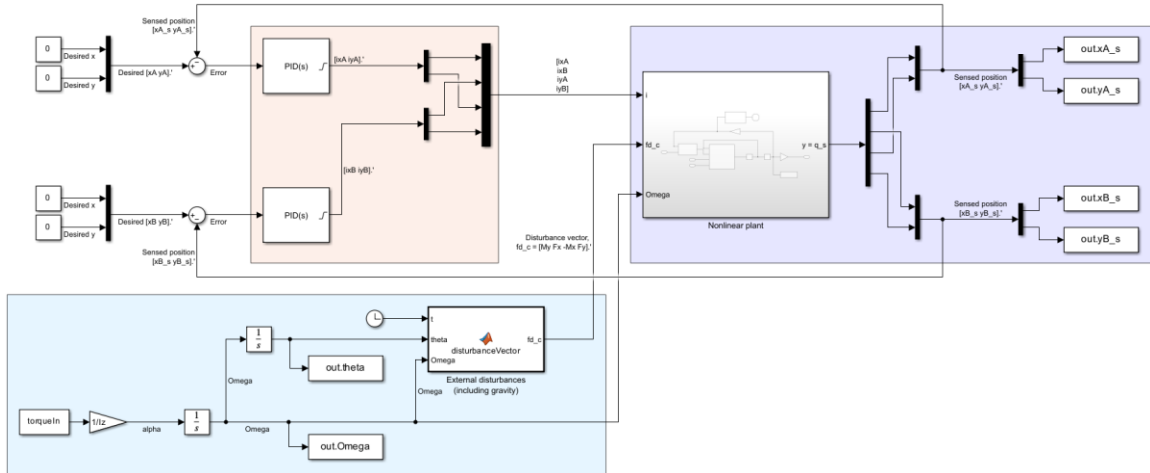 Sensed position
[xA_s yA_s].'
0
Desired x
0
Desired y
Desired [xA yA].'
+
−
Error
PID(s)
[ixA iyA].'
[ixA
ixB
iyA
iyB]
i
fd_c
Omega
y = q_s
Nonlinear plant
Sensed position
[xA_s yA_s].'
out.xA_s
out.yA_s
0
Desired x
0
Desired y
Desired [xB yB].'
+
−
Error
Sensed position
[xB_s yB_s].'
PID(s)
[ixB iyB].'
Sensed position
[xB_s yB_s].'
out.xB_s
out.yB_s
Disturbance vector,
fd_c = [My Fx -Mx Fy].'
t
theta
Omega
disturbanceVector
fd_c
External disturbances
(including gravity)
1
s
out.theta
Omega
Omega
torqueIn
1/Iz
alpha
1
s
Omega
out.Omega